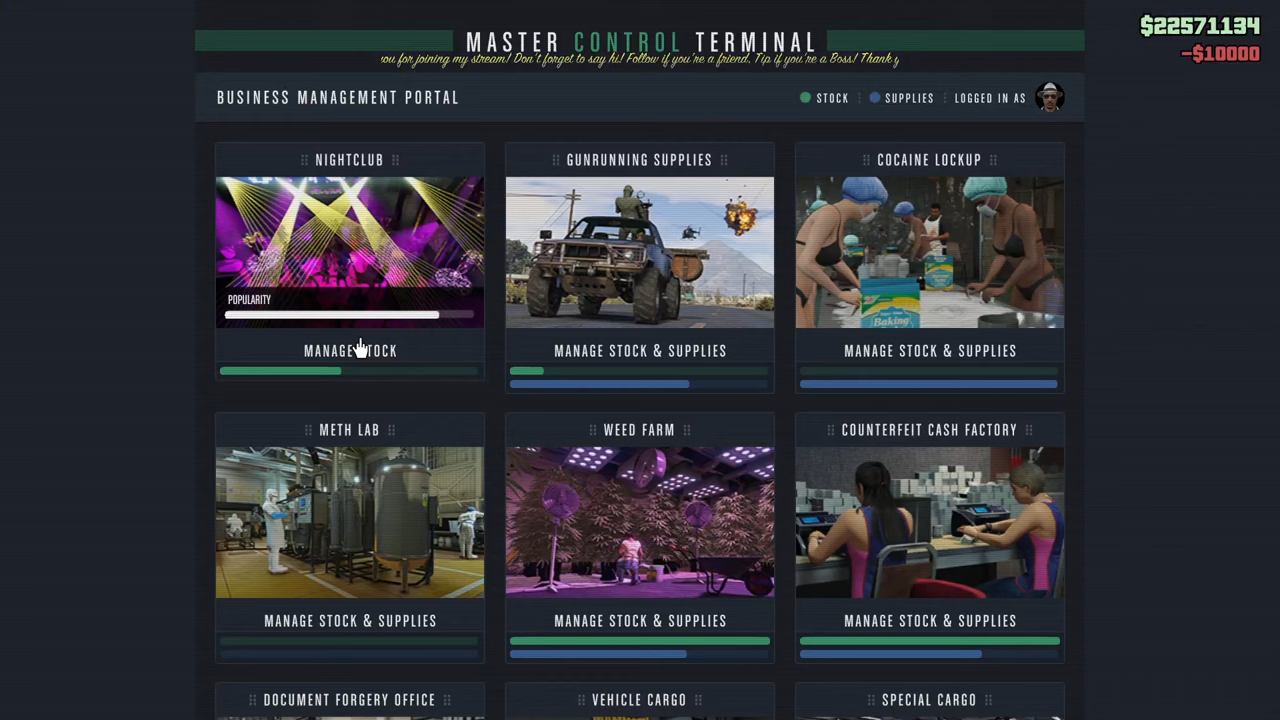 $22571134
-$10000
MASTER CONTROL TERMINAL
ou for joining my stream! Don't forget to say hi! Follow if you're a friend, Tip if you're a Boss! Thank y
BUSINESS MANAGEMENT PORTAL
STOCK
SUPPLIES
LOGGED IN AS
NIGHTCLUB
GUNRUNNING SUPPLIES
COCAINE LOCKUP
POPULARITY
Baking
MANAGE STOCK
MANAGE STOCK & SUPPLIES
MANAGE STOCK & SUPPLIES
METH LAB
WEED FARM
COUNTERFEIT CASH FACTORY
MANAGE STOCK & SUPPLIES
MANAGE STOCK & SUPPLIES
MANAGE STOCK & SUPPLIES
DOCUMENT FORGERY OFFICE
VEHICLE CARGO
SPECIAL CARGO